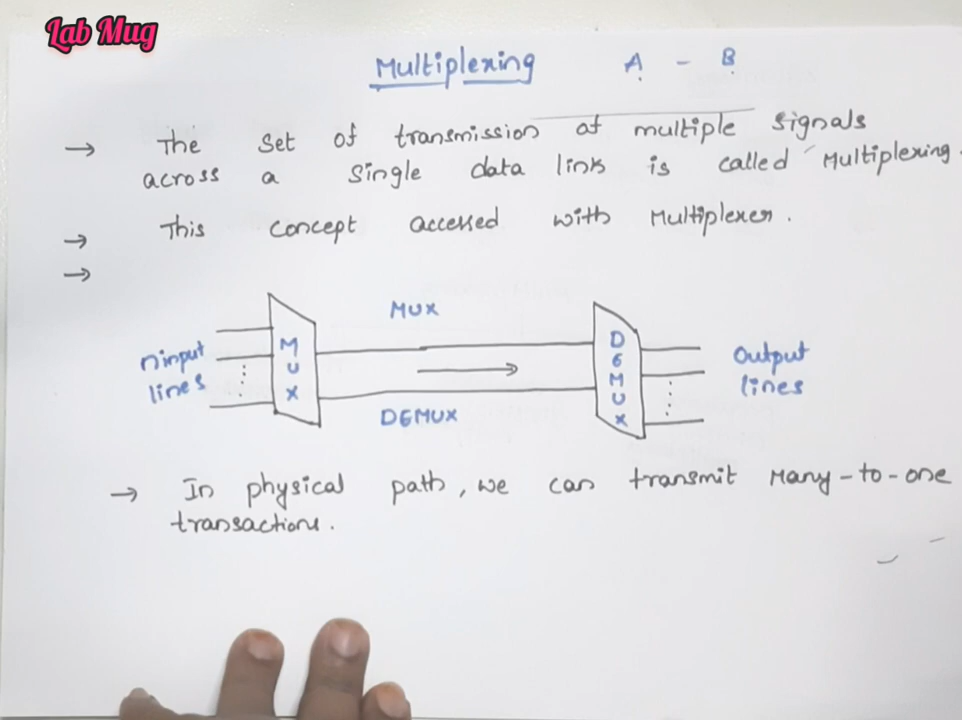 Lab Mug
Multiplexing A - B
→ The set of transmission of multiple signals
across a single data links is called Multiplexing.
→ This concept accessed with Multiplexer.
→
MUX
n input
lines
MUX
DEMUX
Output
lines
DEMUX
→ In physical path, we can transmit Many-to-one
transactions.